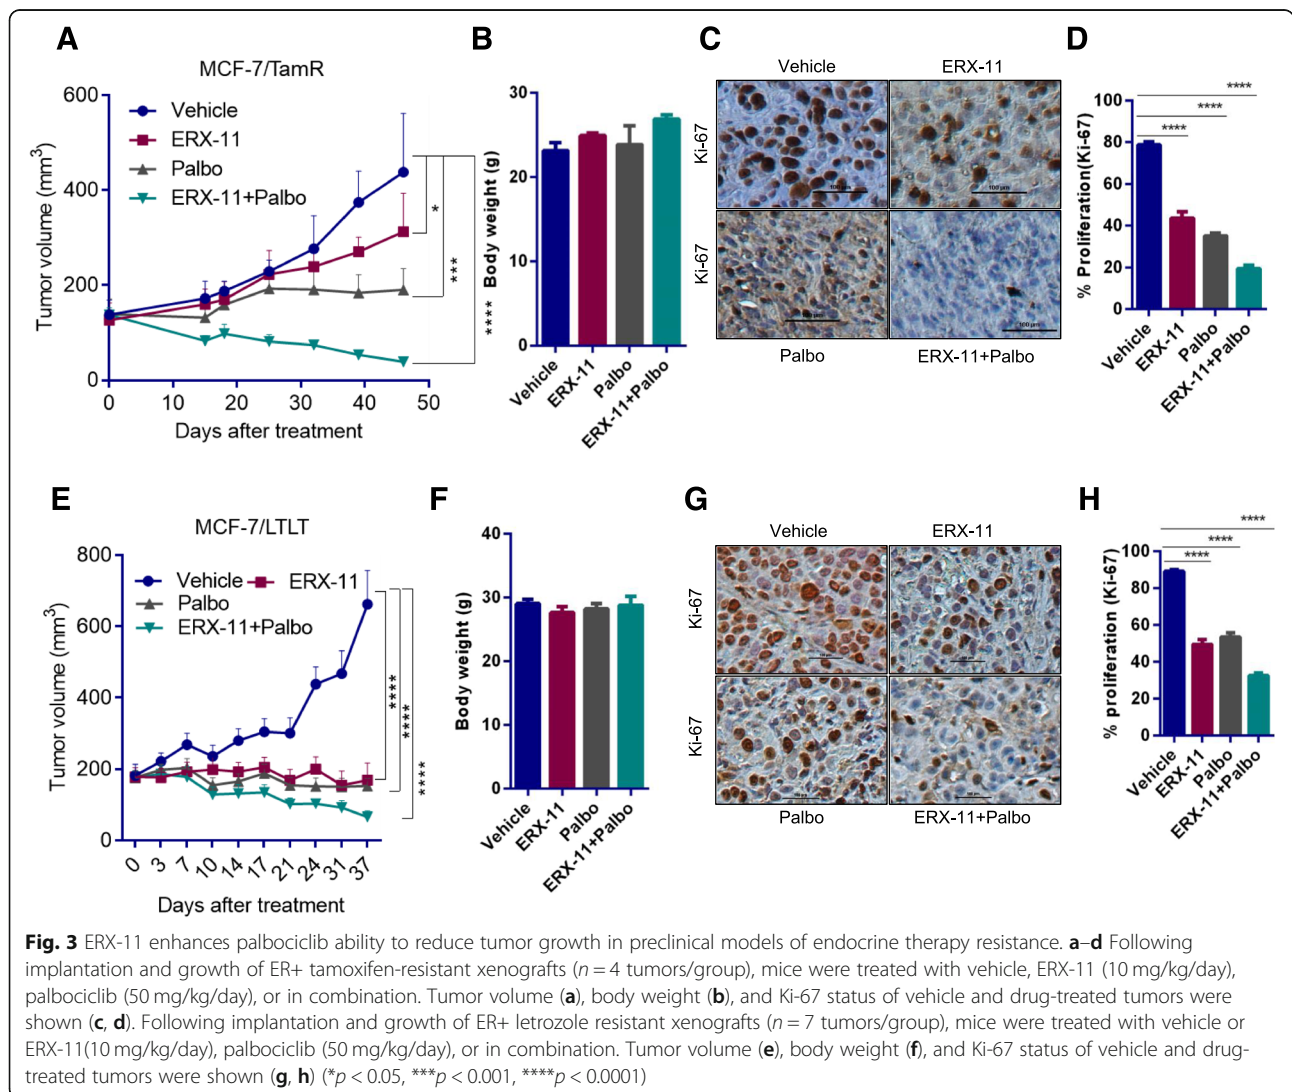 A
MCF-7/TamR
Tumor volume (mm³)
600
400
200
0
Vehicle
ERX-11
Palbo
ERX-11+Palbo
*
***
****
0 10 20 30 40 50
Days after treatment
B
Body weight (g)
30
20
10
0
Vehicle
ERX-11
Palbo
ERX-11+Palbo
C
Vehicle ERX-11
Ki-67
100 µm
100 µm
Ki-67
100 µm
100 µm
Palbo ERX-11+Palbo
D
% Proliferation(Ki-67)
100
80
60
40
20
0
****
****
****
Vehicle
ERX-11
Palbo
ERX-11+Palbo
E
MCF-7/LTLT
Tumor volume (mm³)
800
600
400
200
0
Vehicle ERX-11
Palbo
ERX-11+Palbo
****
****
****
0 3 7 10 14 17 21 24 31 37
Days after treatment
F
Body weight (g)
40
30
20
10
0
Vehicle
ERX-11
Palbo
ERX-11+Palbo
G
Vehicle ERX-11
Ki-67
Ki-67
Palbo ERX-11+Palbo
H
% proliferation (Ki-67)
100
80
60
40
20
0
****
****
****
Vehicle
ERX-11
Palbo
ERX-11+Palbo
Fig. 3 ERX-11 enhances palbociclib ability to reduce tumor growth in preclinical models of endocrine therapy resistance. a–d Following
implantation and growth of ER+ tamoxifen-resistant xenografts (n = 4 tumors/group), mice were treated with vehicle, ERX-11 (10 mg/kg/day),
palbociclib (50 mg/kg/day), or in combination. Tumor volume (a), body weight (b), and Ki-67 status of vehicle and drug-treated tumors were
shown (c, d). Following implantation and growth of ER+ letrozole resistant xenografts (n = 7 tumors/group), mice were treated with vehicle or
ERX-11(10 mg/kg/day), palbociclib (50 mg/kg/day), or in combination. Tumor volume (e), body weight (f), and Ki-67 status of vehicle and drug-
treated tumors were shown (g, h) (*p < 0.05, ***p < 0.001, ****p < 0.0001)